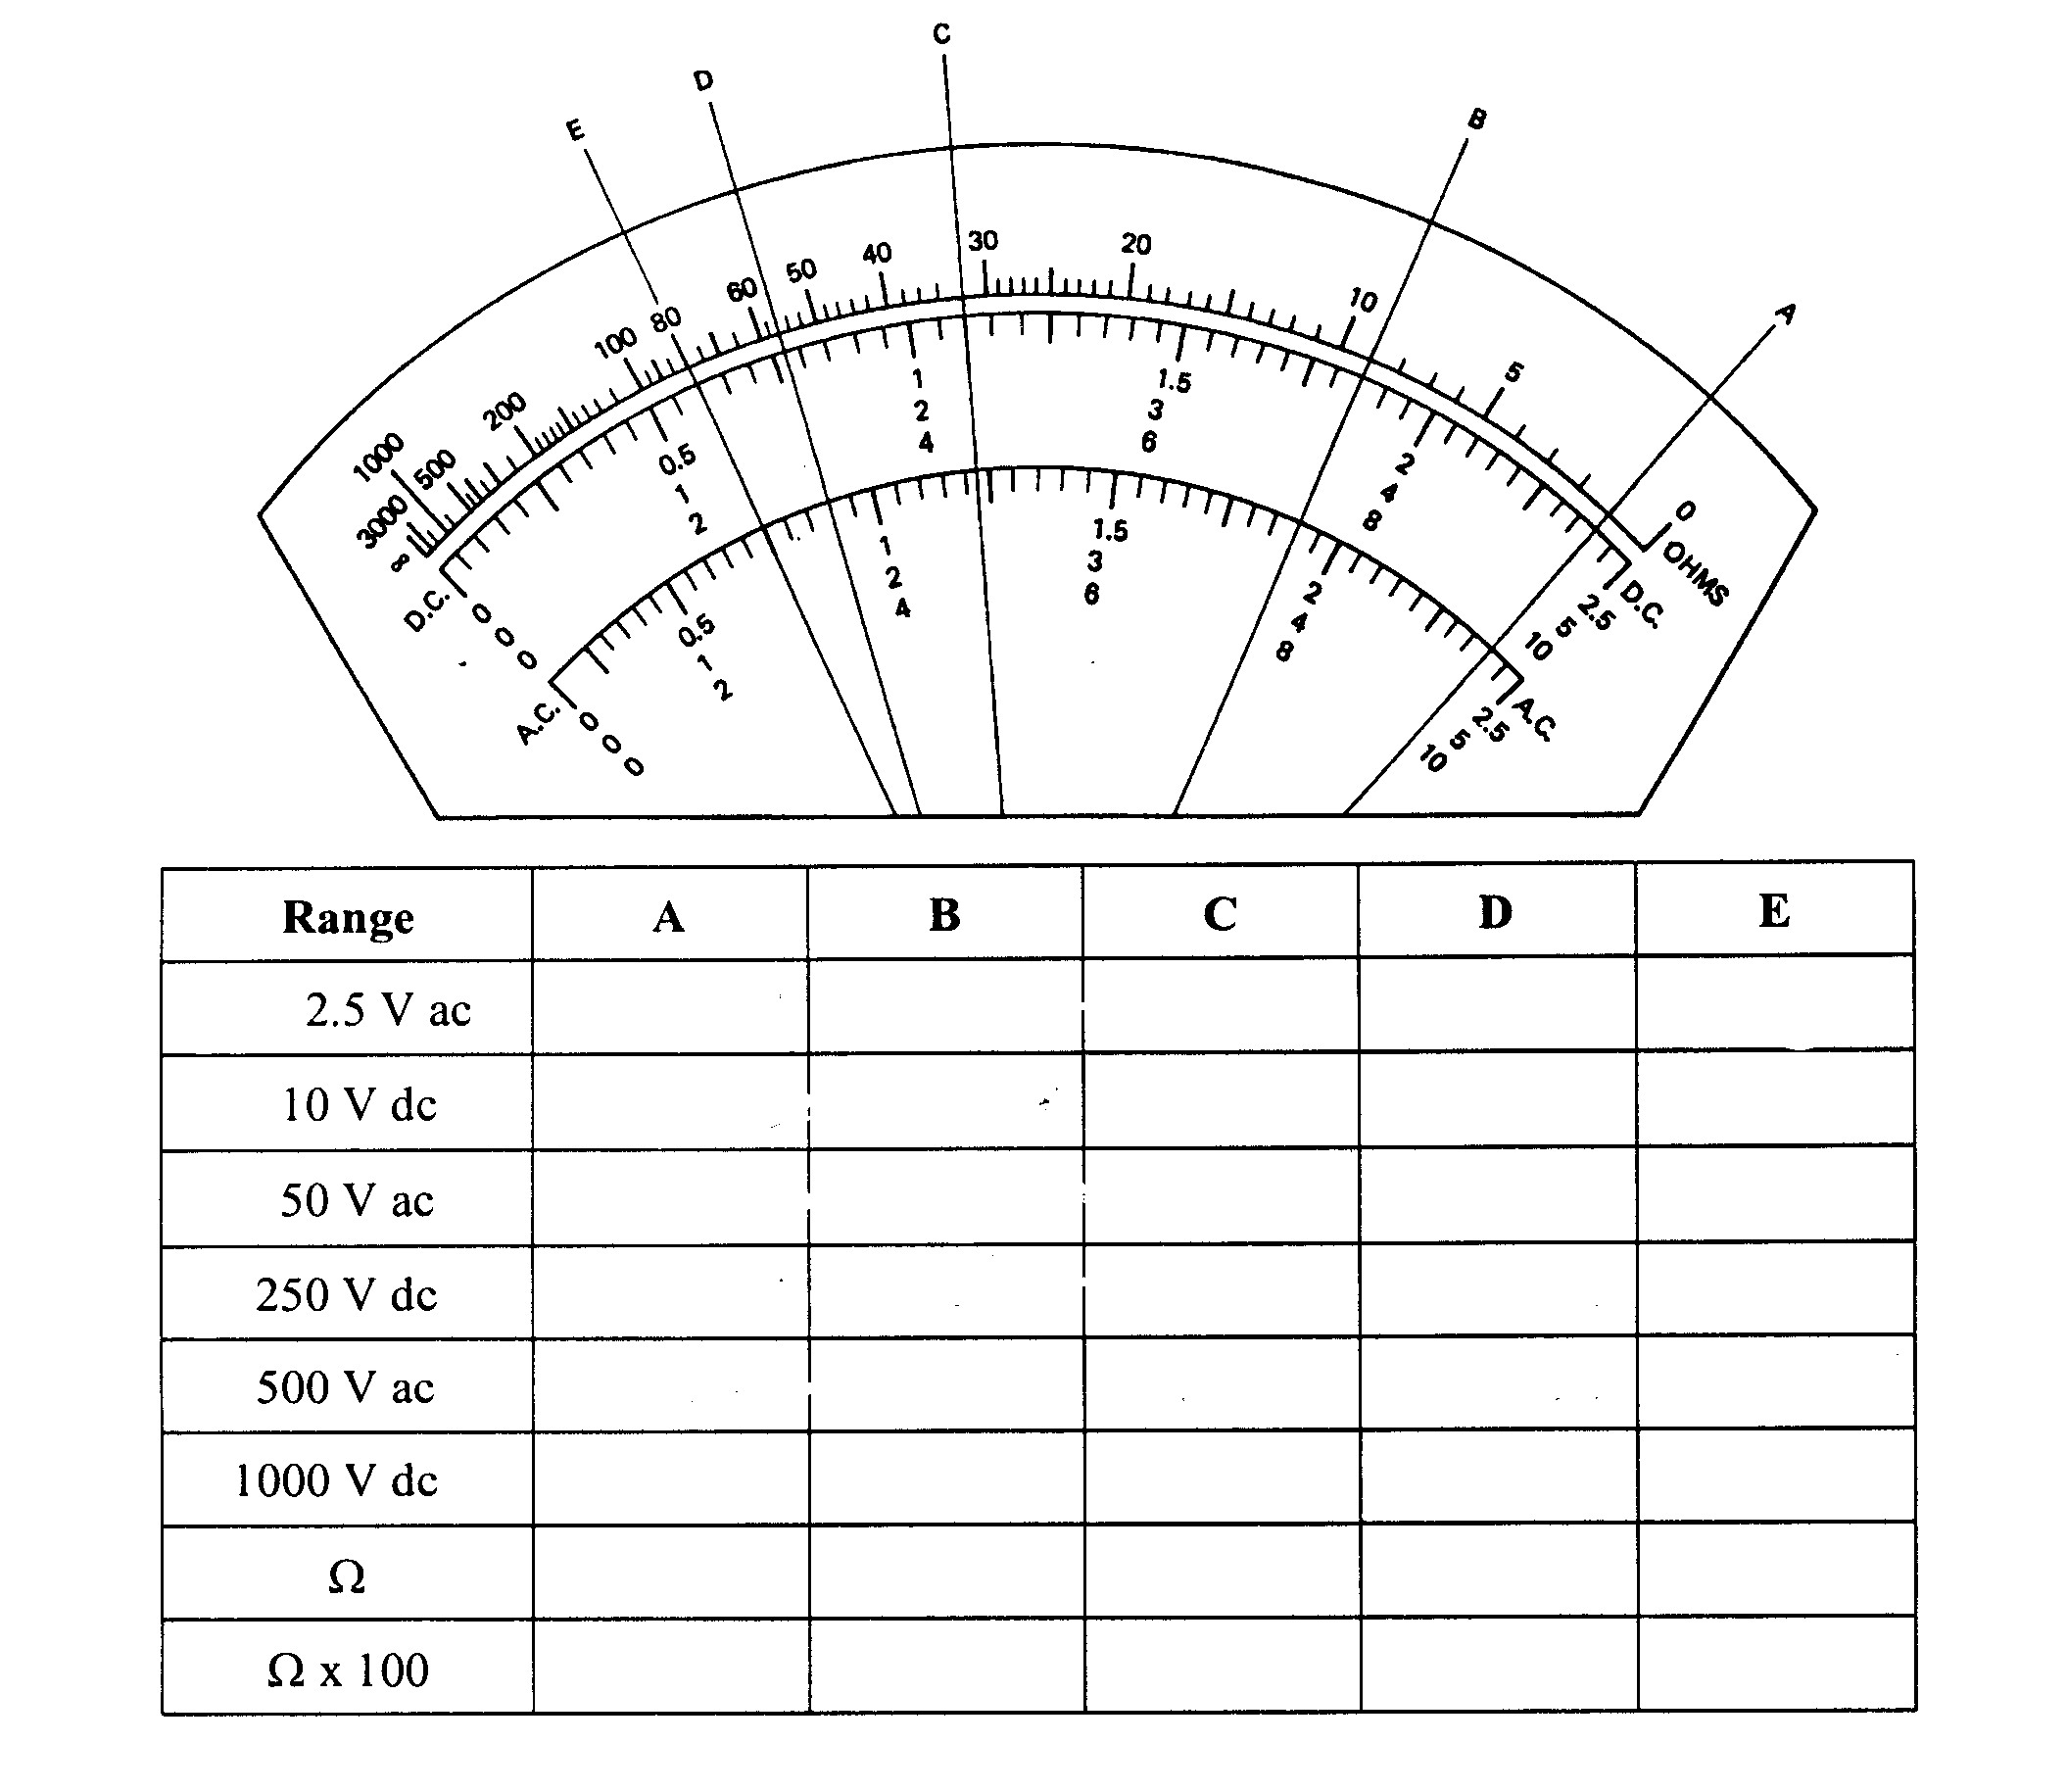 C
D
E
B
A
30
20
40
50
60
80
100
200
500
1000
3000
∞
10
5
0
OHMS
D.C.
0
0
0
0.5
1
2
1
2
4
1.5
3
6
2
4
8
2.5
5
10
D.C.
A.C.
0
0
0
0.5
1
2
1
2
4
1.5
3
6
2
4
8
2.5
5
10
A.C.
Range A B C D E
2.5 V ac
10 V dc
50 V ac
250 V dc
500 V ac
1000 V dc
Ω
Ω x 100